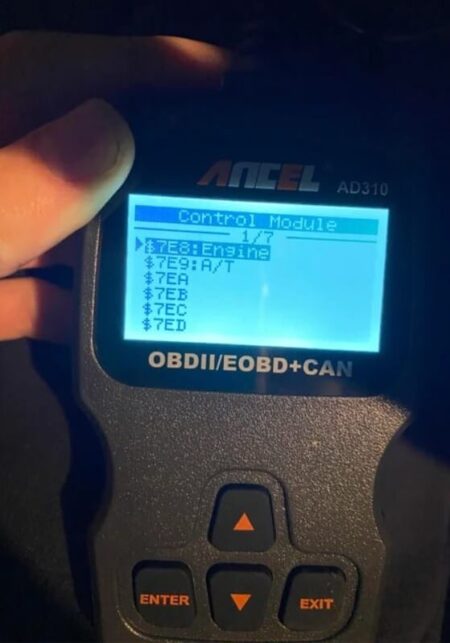 ANCEL
AD310
Control Module
1/7
$7E8:Engine
$7E9:A/T
$7EA
$7EB
$7EC
$7ED
OBDII/EOBD+CAN
ENTER
EXIT